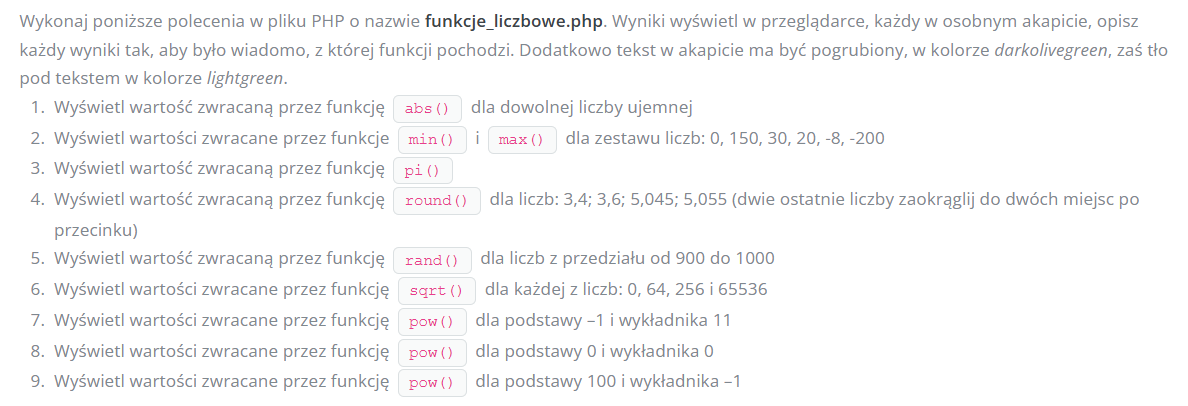 Wykonaj poniższe polecenia w pliku PHP o nazwie funkcje_liczbowe.php. Wyniki wyświetl w przeglądarce, każdy w osobnym akapicie, opisz
każdy wyniki tak, aby było wiadomo, z której funkcji pochodzi. Dodatkowo tekst w akapicie ma być pogrubiony, w kolorze darkolivegreen, zaś tło
pod tekstem w kolorze lightgreen.
1. Wyświetl wartość zwracaną przez funkcję abs() dla dowolnej liczby ujemnej
2. Wyświetl wartości zwracane przez funkcje min() i max() dla zestawu liczb: 0, 150, 30, 20, -8, -200
3. Wyświetl wartość zwracaną przez funkcję pi()
4. Wyświetl wartość zwracaną przez funkcję round() dla liczb: 3,4; 3,6; 5,045; 5,055 (dwie ostatnie liczby zaokrąglij do dwóch miejsc po
przecinku)
5. Wyświetl wartość zwracaną przez funkcję rand() dla liczb z przedziału od 900 do 1000
6. Wyświetl wartości zwracane przez funkcję sqrt() dla każdej z liczb: 0, 64, 256 i 65536
7. Wyświetl wartości zwracane przez funkcję pow() dla podstawy –1 i wykładnika 11
8. Wyświetl wartości zwracane przez funkcję pow() dla podstawy 0 i wykładnika 0
9. Wyświetl wartości zwracane przez funkcję pow() dla podstawy 100 i wykładnika –1